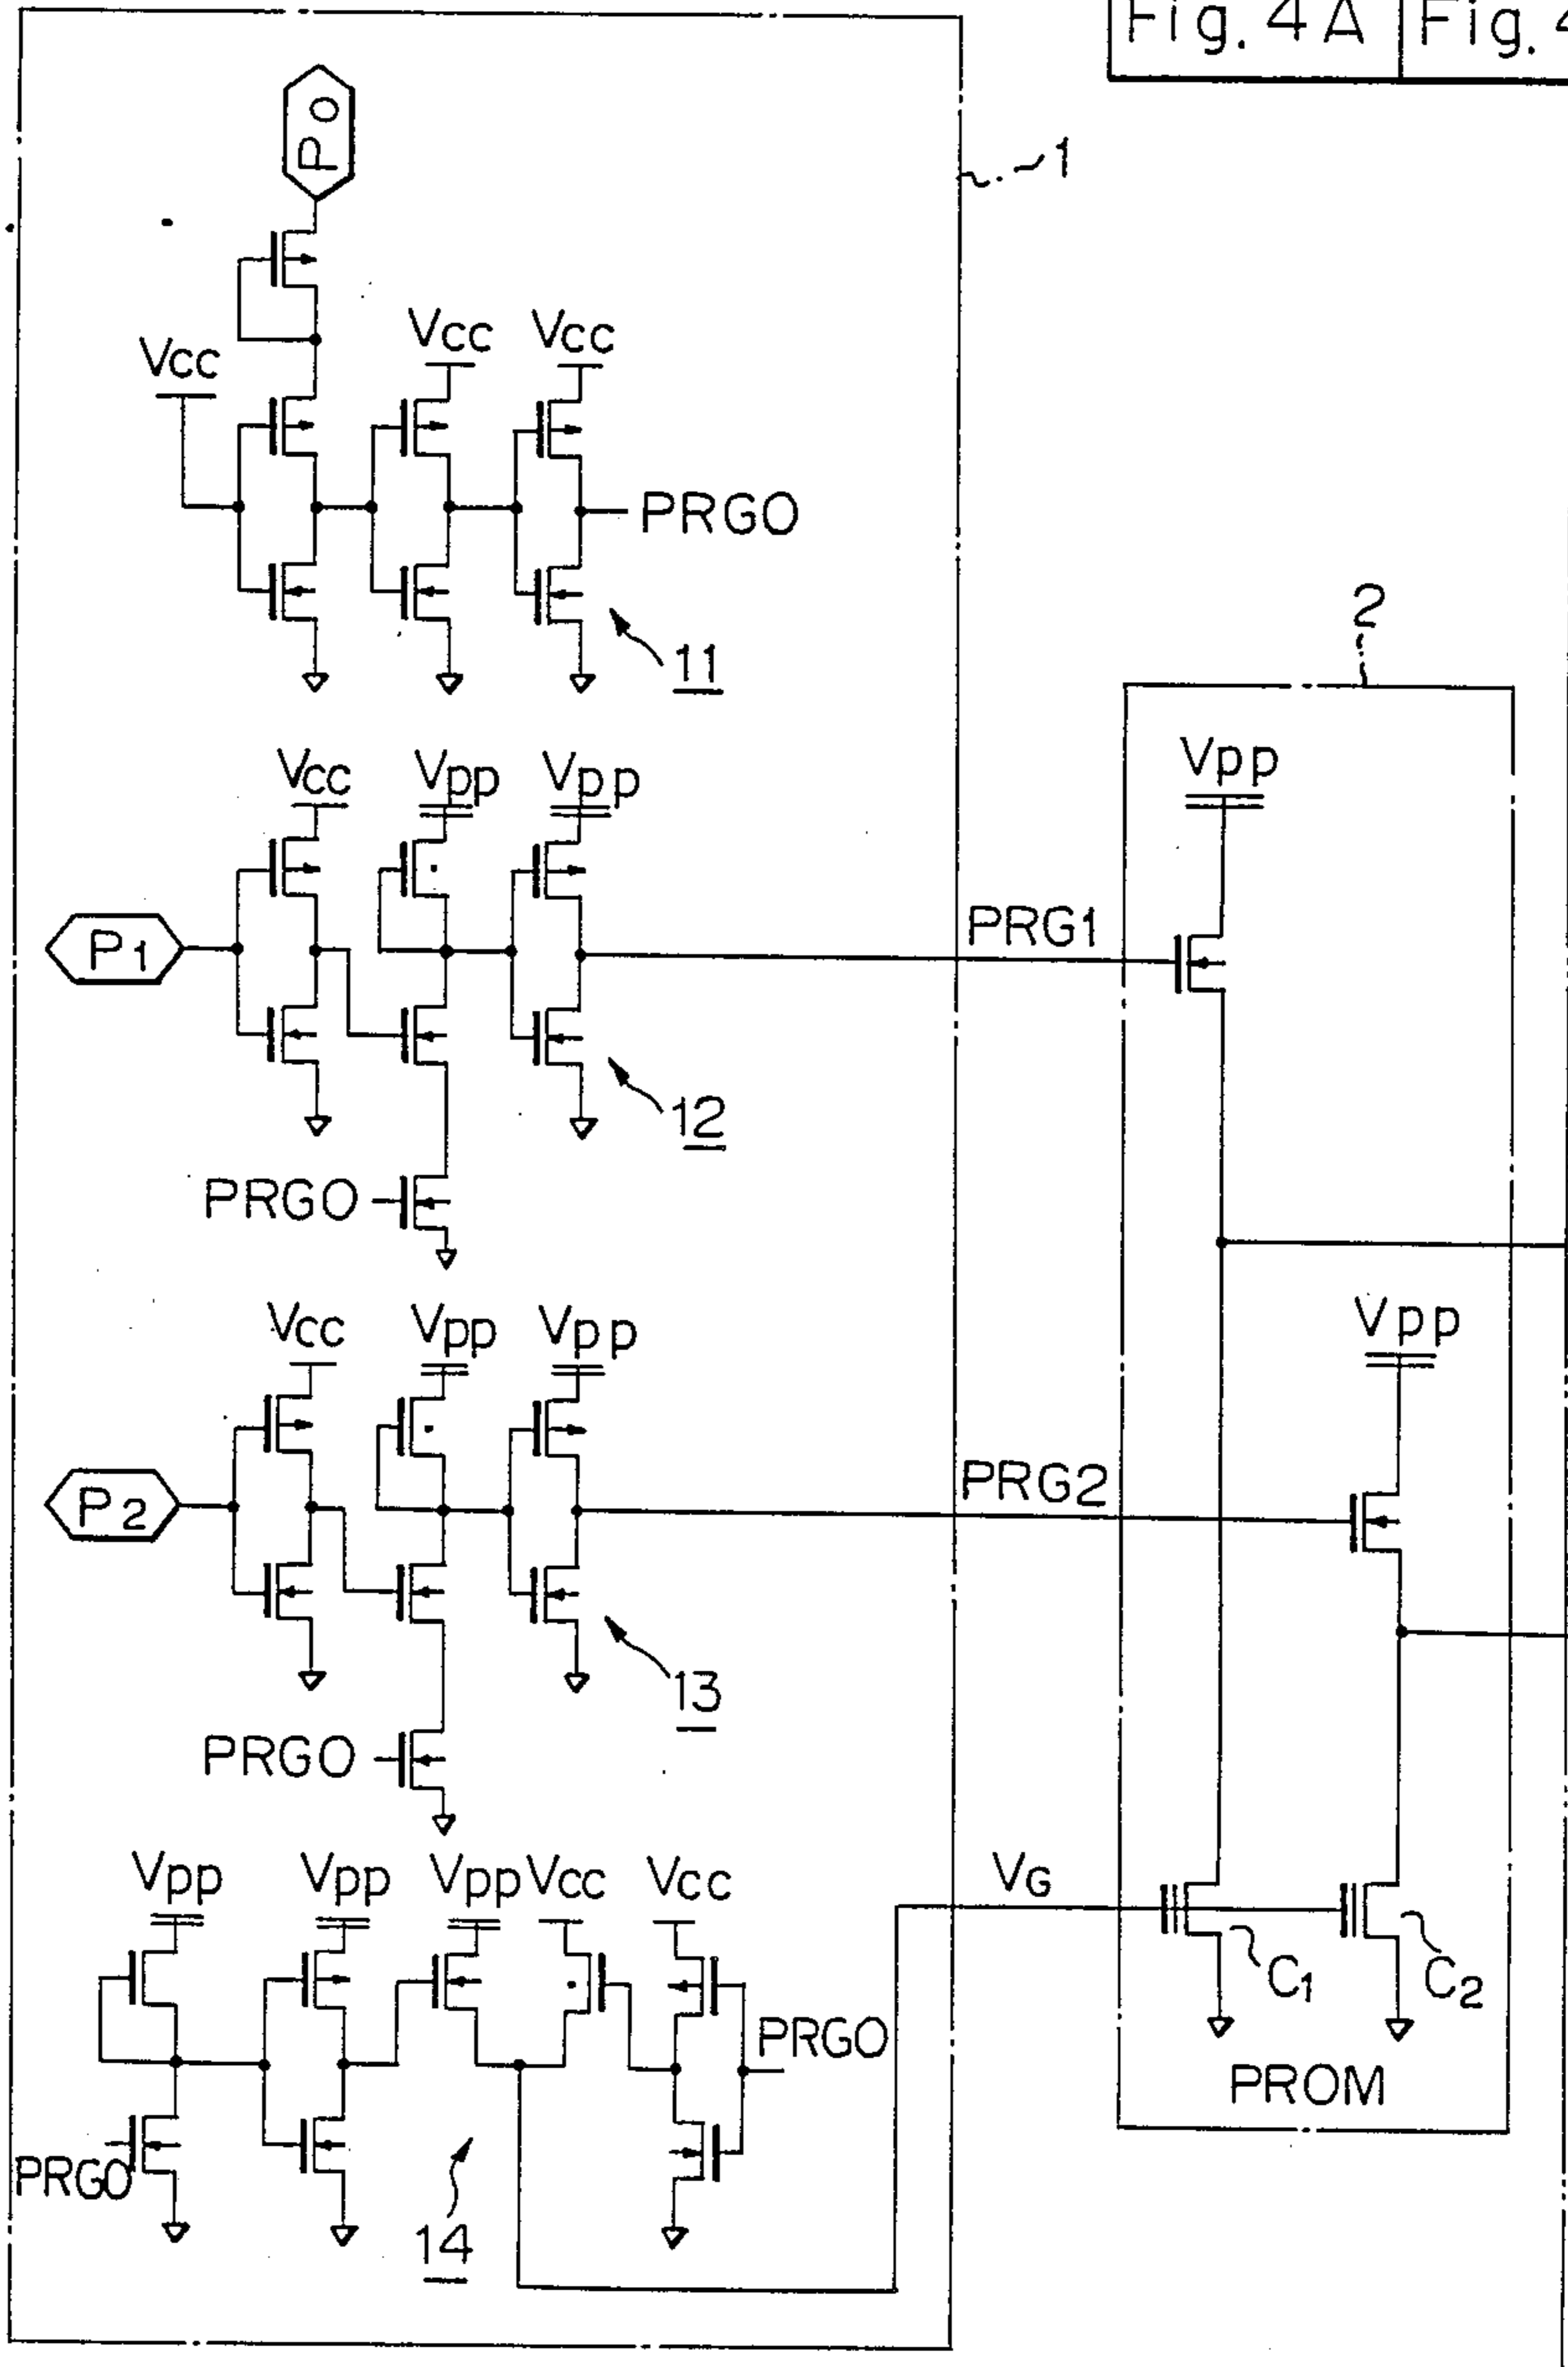 Fig. 4 A Fig. 4
P0
1
Vcc Vcc Vcc
PRG0
11
2
Vcc Vpp Vpp
Vpp
P1
PRG1
12
PRG0
Vcc Vpp Vpp
Vpp
P2
PRG2
13
PRG0
Vpp Vpp Vpp Vcc Vcc
VG
C1 C2
PRG0
PROM
PRG0
14